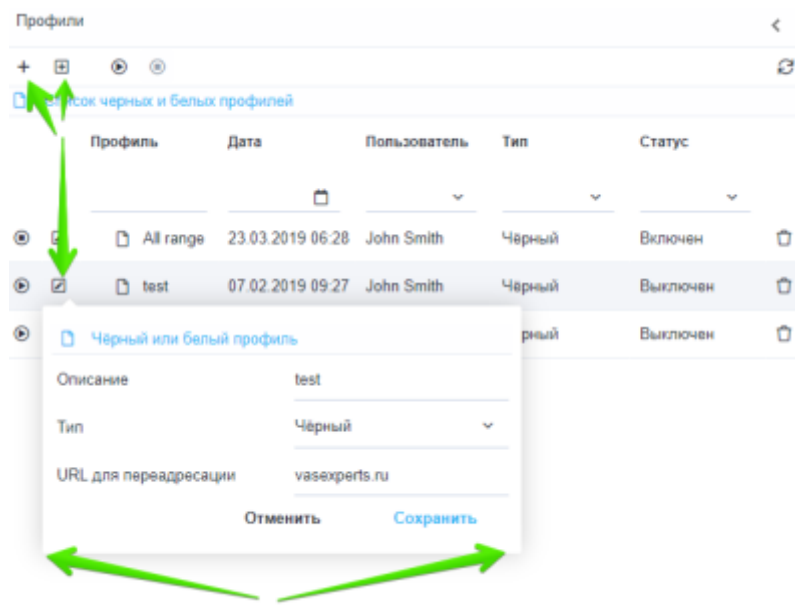 Профили
Список черных и белых профилей
Профиль Дата Пользователь Тип Статус
All range 23.03.2019 06:28 John Smith Чёрный Включен
test 07.02.2019 09:27 John Smith Чёрный Выключен
Выключен
Чёрный или белый профиль
Описание test
Тип Чёрный
URL для переадресации vasexperts.ru
Отменить Сохранить